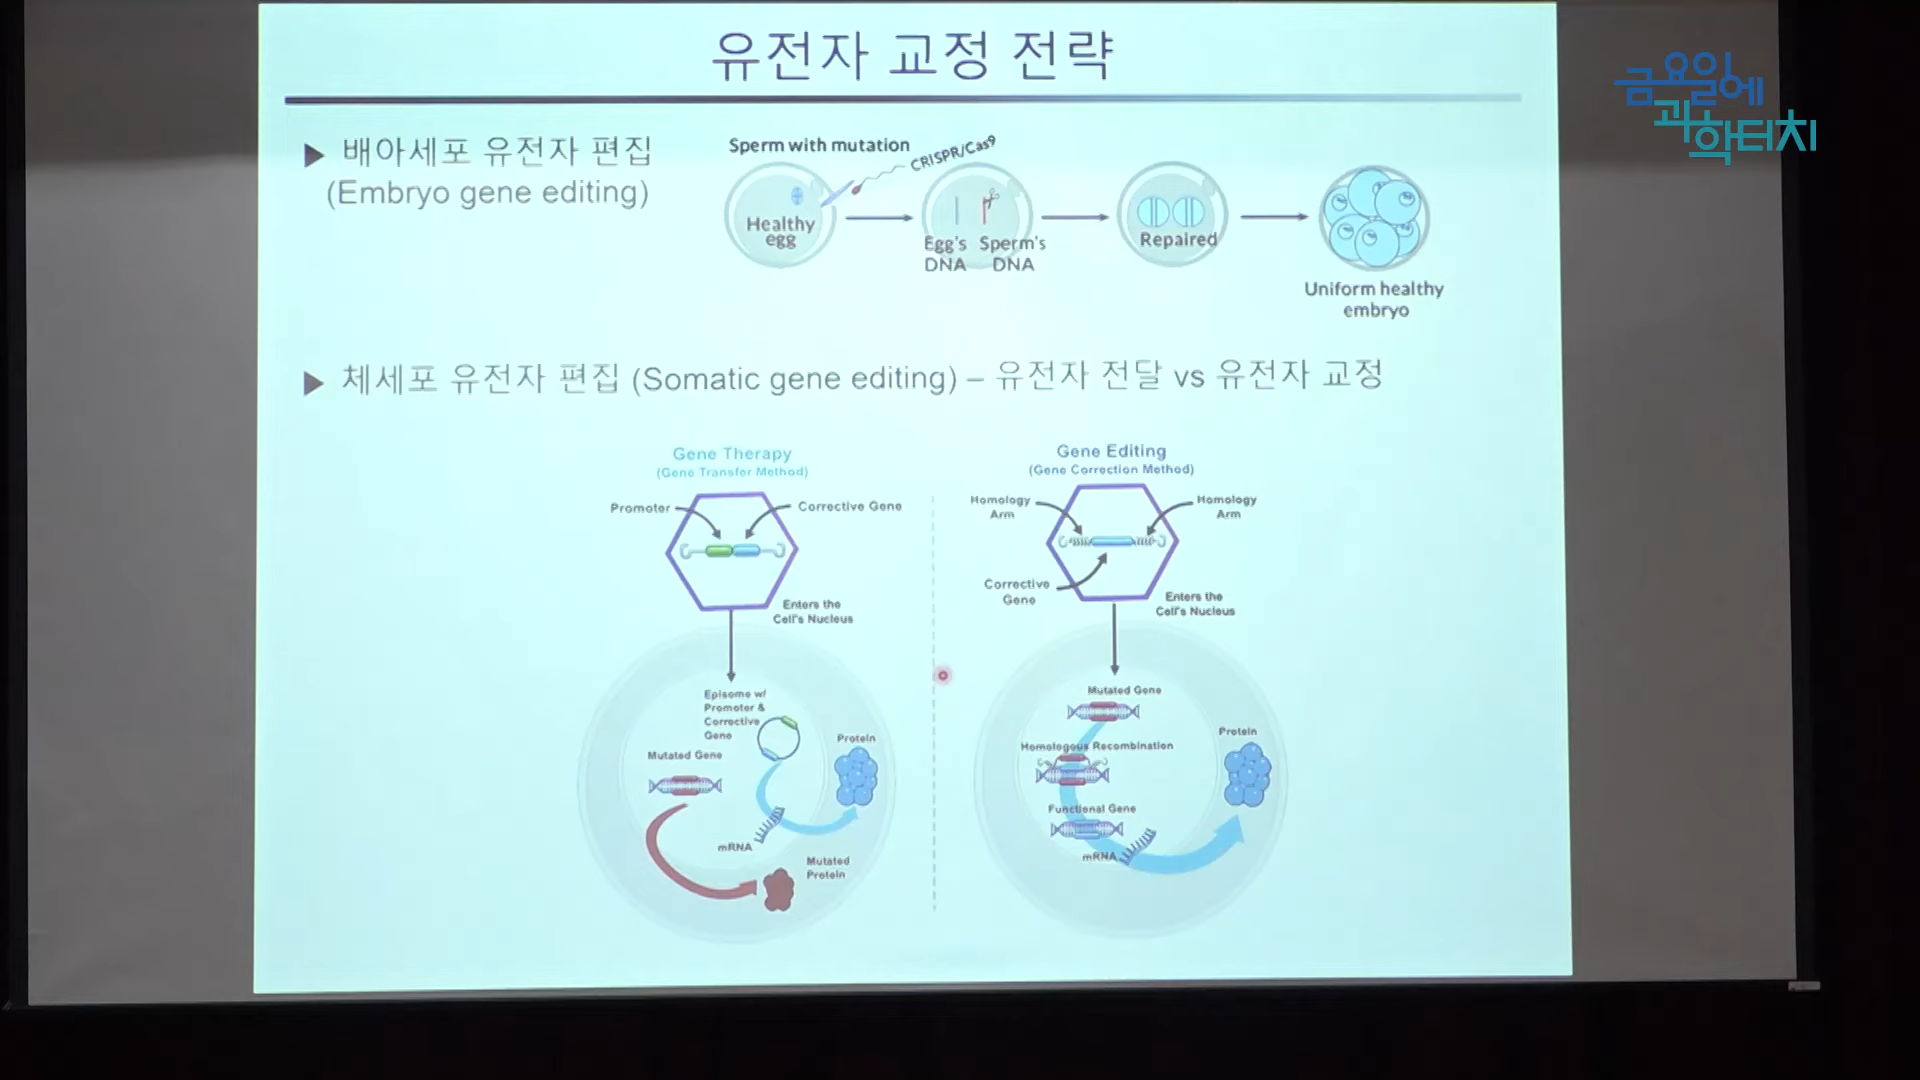 유전자 교정 전략
금요일에
과학터치
▶ 배아세포 유전자 편집
(Embryo gene editing)
Sperm with mutation
CRISPR/Cas9
Healthy
egg
Egg's
DNA
Sperm's
DNA
Repaired
Uniform healthy
embryo
▶ 체세포 유전자 편집 (Somatic gene editing) – 유전자 전달 vs 유전자 교정
Gene Therapy
(Gene Transfer Method)
Promoter
Corrective Gene
Enters the
Cell's Nucleus
Episome w/
Promoter &
Corrective
Gene
Mutated Gene
Protein
mRNA
Mutated
Protein
Gene Editing
(Gene Correction Method)
Homology
Arm
Homology
Arm
Corrective
Gene
Enters the
Cell's Nucleus
Mutated Gene
Homologous Recombination
Protein
Functional Gene
mRNA